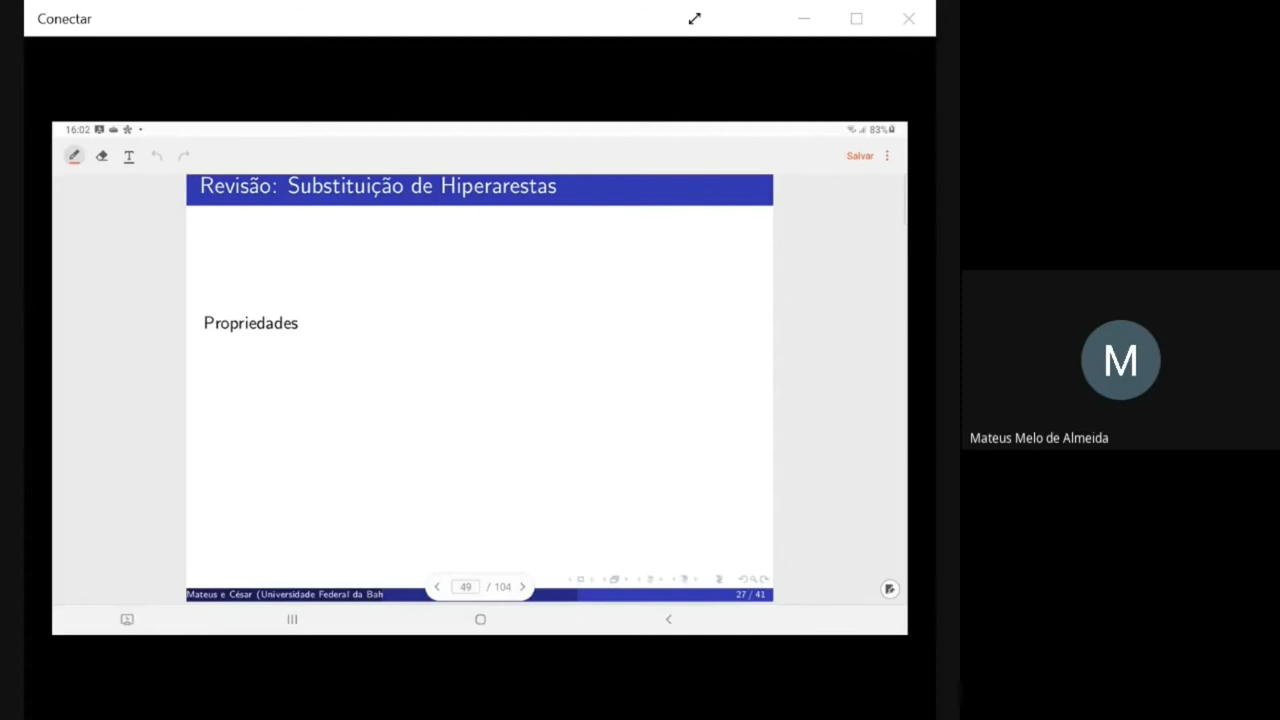 Conectar
16:02
83%
T
Salvar
Revisão: Substituição de Hiperarestas
Propriedades
M
Mateus Melo de Almeida
49 / 104
Mateus e César (Universidade Federal da Bah
27 / 41